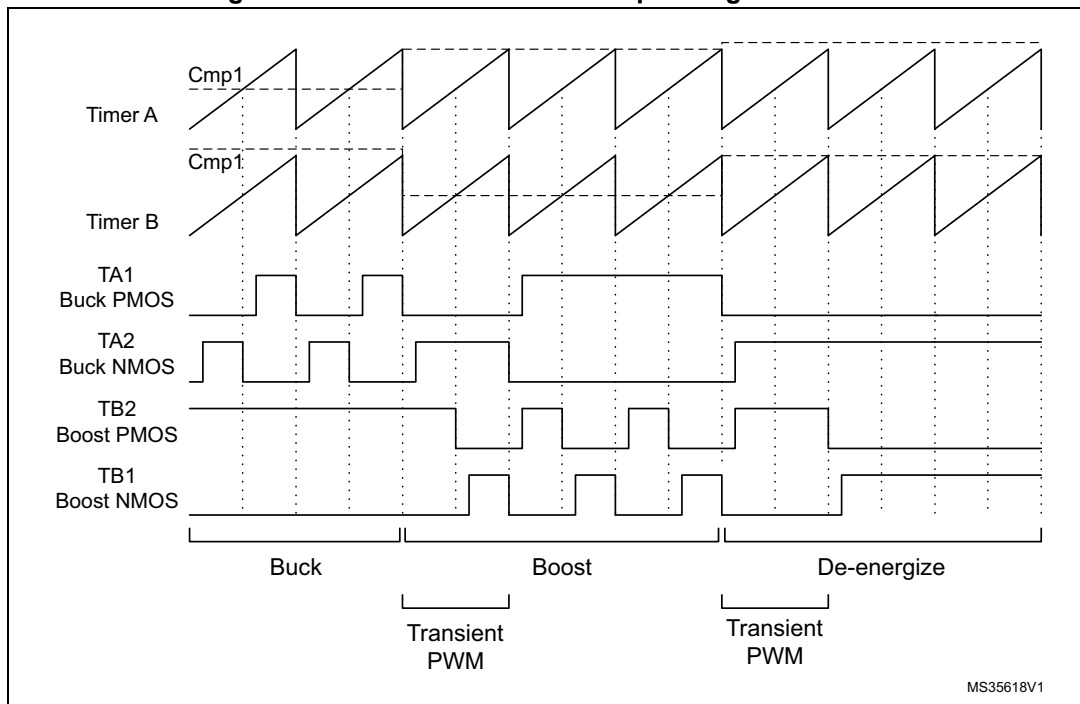 Cmp1
Timer A
Cmp1
Timer B
TA1
Buck PMOS
TA2
Buck NMOS
TB2
Boost PMOS
TB1
Boost NMOS
Buck
Boost
De-energize
Transient
PWM
Transient
PWM
MS35618V1